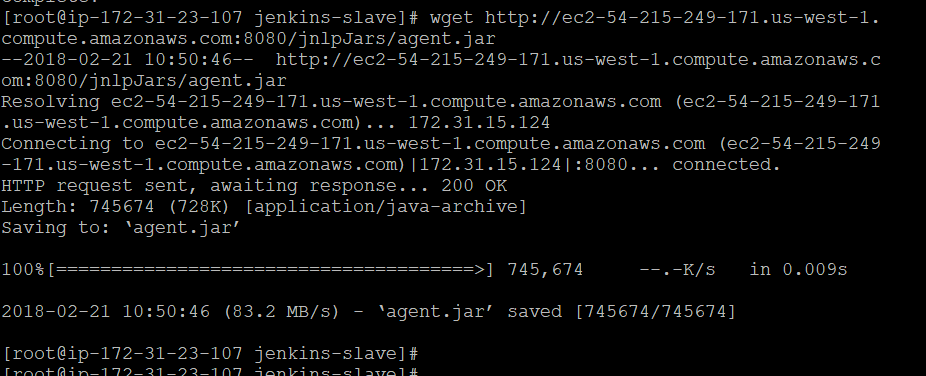 [root@ip-172-31-23-107 jenkins-slave]# wget http://ec2-54-215-249-171.us-west-1.
compute.amazonaws.com:8080/jnlpJars/agent.jar
--2018-02-21 10:50:46--  http://ec2-54-215-249-171.us-west-1.compute.amazonaws.c
om:8080/jnlpJars/agent.jar
Resolving ec2-54-215-249-171.us-west-1.compute.amazonaws.com (ec2-54-215-249-171
.us-west-1.compute.amazonaws.com)... 172.31.15.124
Connecting to ec2-54-215-249-171.us-west-1.compute.amazonaws.com (ec2-54-215-249
-171.us-west-1.compute.amazonaws.com)|172.31.15.124|:8080... connected.
HTTP request sent, awaiting response... 200 OK
Length: 745674 (728K) [application/java-archive]
Saving to: ‘agent.jar’
100%[======================================>] 745,674     --.-K/s   in 0.009s
2018-02-21 10:50:46 (83.2 MB/s) - ‘agent.jar’ saved [745674/745674]
[root@ip-172-31-23-107 jenkins-slave]#
[root@ip-172-31-23-107 jenkins-slave]#